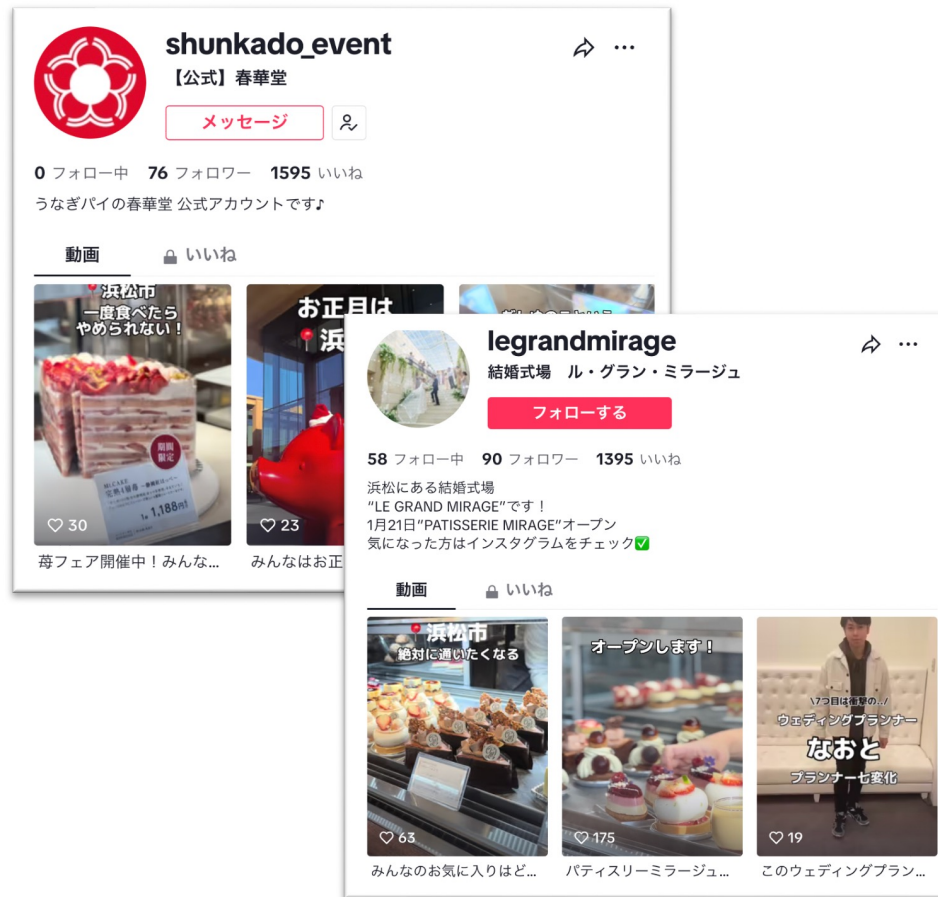 shunkado_event
【公式】春華堂
メッセージ
0 フォロー中 76 フォロワー 1595 いいね
うなぎパイの春華堂 公式アカウントです♪
動画 いいね
浜松市
一度食べたら
やめられない！
期間
限定
1,188円
30
苺フェア開催中！みんな...
お正月は
浜
23
みんなはお正
legrandmirage
結婚式場 ル・グラン・ミラージュ
フォローする
58 フォロー中 90 フォロワー 1395 いいね
浜松にある結婚式場
“LE GRAND MIRAGE”です！
1月21日”PATISSERIE MIRAGE“オープン
気になった方はインスタグラムをチェック✅
動画 いいね
浜松市
絶対に通いたくなる
63
みんなのお気に入りはど...
オープンします！
175
パティスリーミラージュ...
\7つ目は衝撃の../
ウェディングプランナー
なおと
プランナー七変化
19
このウェディングプラン...